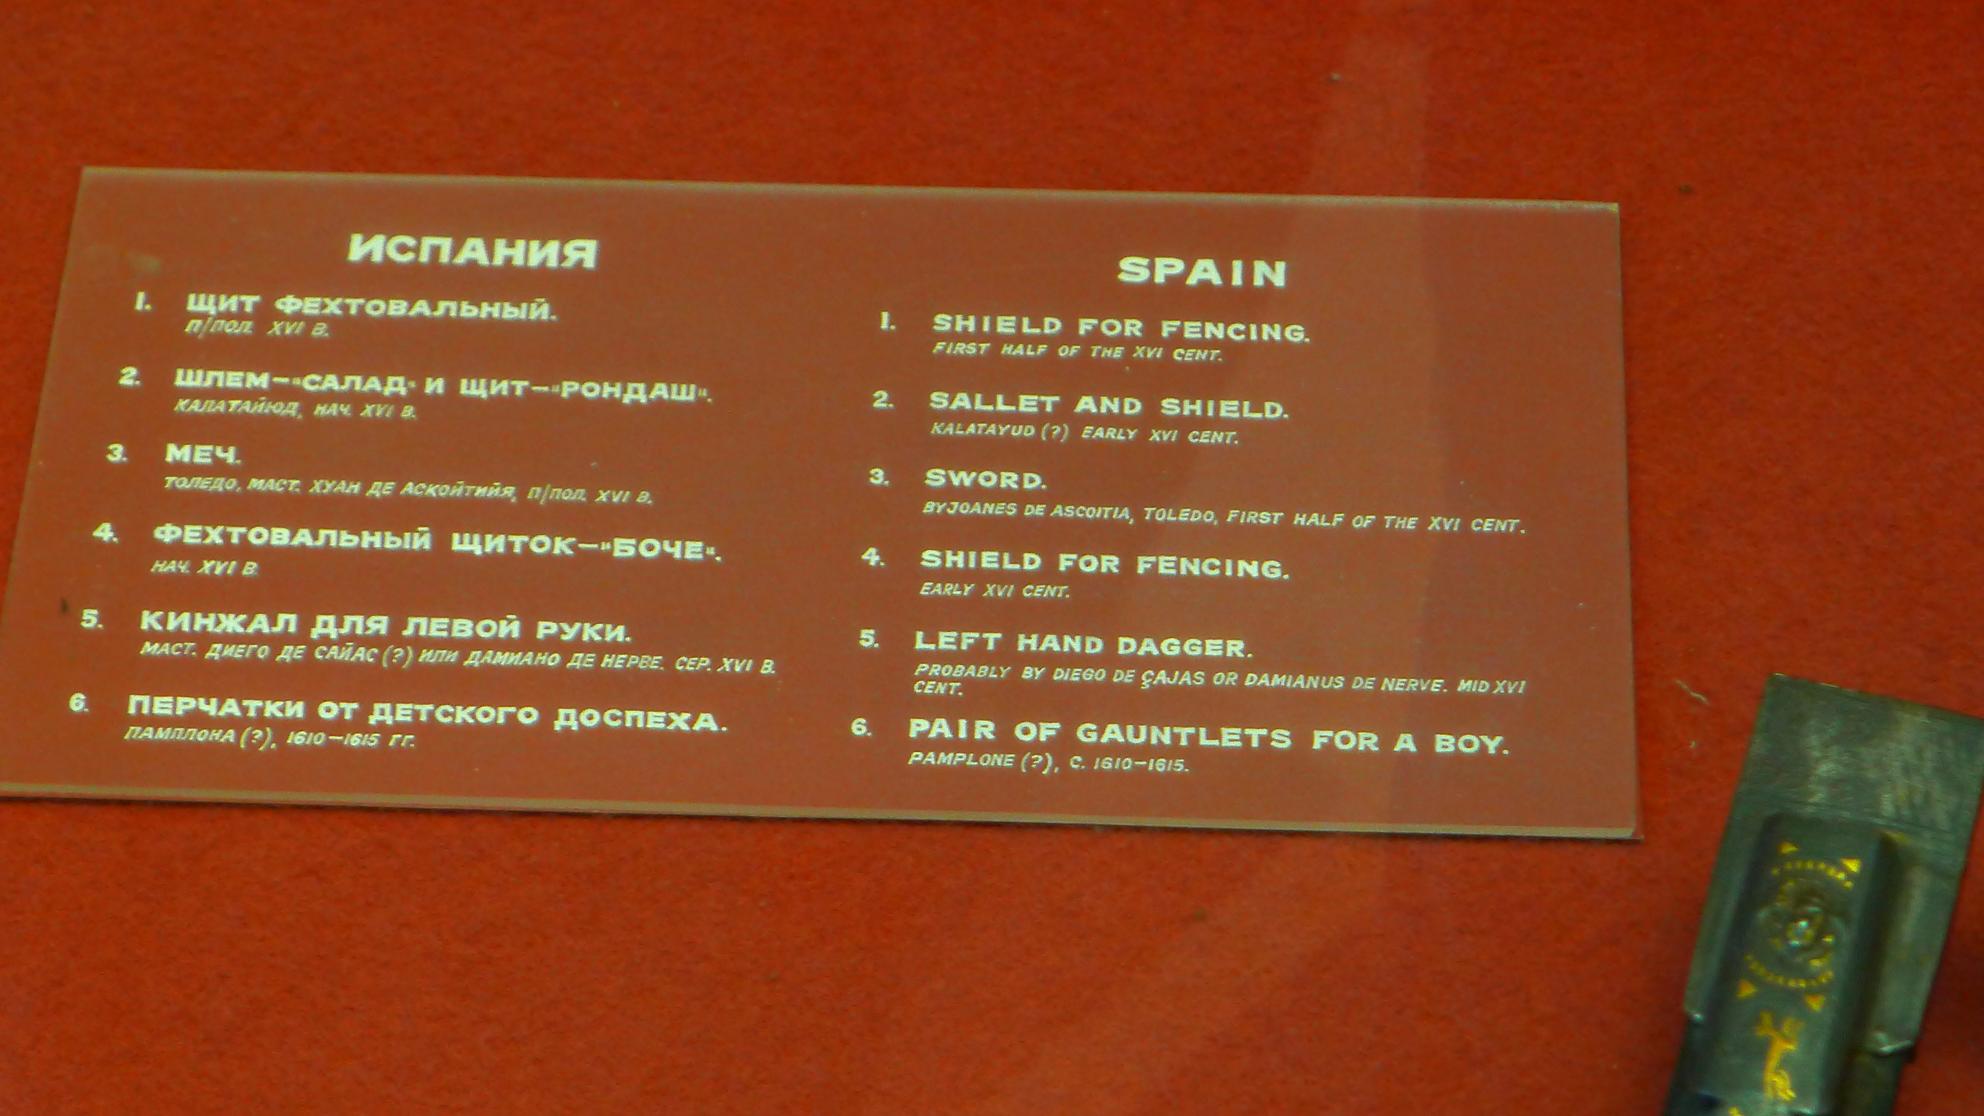 ИСПАНИЯ
1. ЩИТ ФЕХТОВАЛЬНЫЙ.
П/ПОЛ. XVI В.
2. ШЛЕМ—"САЛАД" И ЩИТ—"РОНДАШ".
КАЛАТАЙЮД, НАЧ. XVI В.
3. МЕЧ.
ТОЛЕДО, МАСТ. ХУАН ДЕ АСКОЙТИЙЯ, П/ПОЛ. XVI В.
4. ФЕХТОВАЛЬНЫЙ ЩИТОК—"БОЧЕ".
НАЧ. XVI В.
5. КИНЖАЛ ДЛЯ ЛЕВОЙ РУКИ.
МАСТ. ДИЕГО ДЕ САЙАС (?) ИЛИ ДАМИАНО ДЕ НЕРВЕ. СЕР. XVI В.
6. ПЕРЧАТКИ ОТ ДЕТСКОГО ДОСПЕХА.
ПАМПЛОНА (?), 1610—1615 ГГ.
SPAIN
1. SHIELD FOR FENCING.
FIRST HALF OF THE XVI CENT.
2. SALLET AND SHIELD.
KALATAYUD (?) EARLY XVI CENT.
3. SWORD.
BY JOANES DE ASCOITIA, TOLEDO, FIRST HALF OF THE XVI CENT.
4. SHIELD FOR FENCING.
EARLY XVI CENT.
5. LEFT HAND DAGGER.
PROBABLY BY DIEGO DE ÇAJAS OR DAMIANUS DE NERVE. MID XVI
CENT.
6. PAIR OF GAUNTLETS FOR A BOY.
PAMPLONE (?), C. 1610—1615.